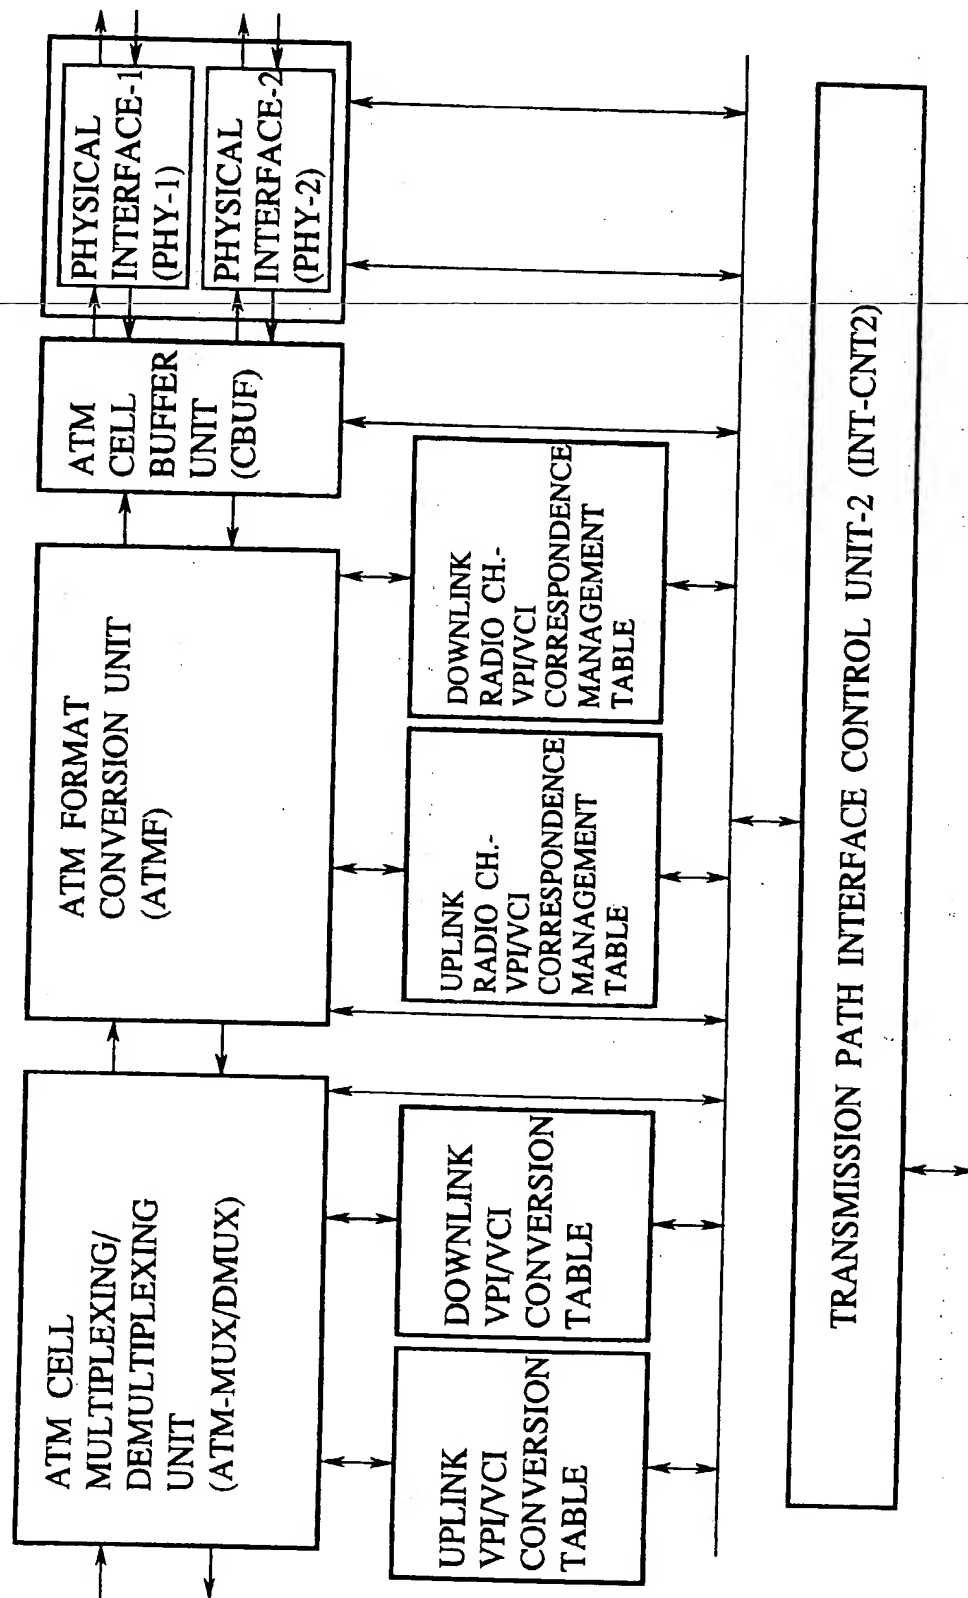 ATM CELL
MULTIPLEXING/
DEMULTIPLEXING
UNIT
(ATM-MUX/DMUX)
ATM FORMAT
CONVERSION UNIT
(ATMF)
ATM
CELL
BUFFER
UNIT
(CBUF)
PHYSICAL
INTERFACE-1
(PHY-1)
PHYSICAL
INTERFACE-2
(PHY-2)
UPLINK
VPI/VCI
CONVERSION
TABLE
DOWNLINK
VPI/VCI
CONVERSION
TABLE
UPLINK
RADIO CH.-
VPI/VCI
CORRESPONDENCE
MANAGEMENT
TABLE
DOWNLINK
RADIO CH.-
VPI/VCI
CORRESPONDENCE
MANAGEMENT
TABLE
TRANSMISSION PATH INTERFACE CONTROL UNIT-2 (INT-CNT2)